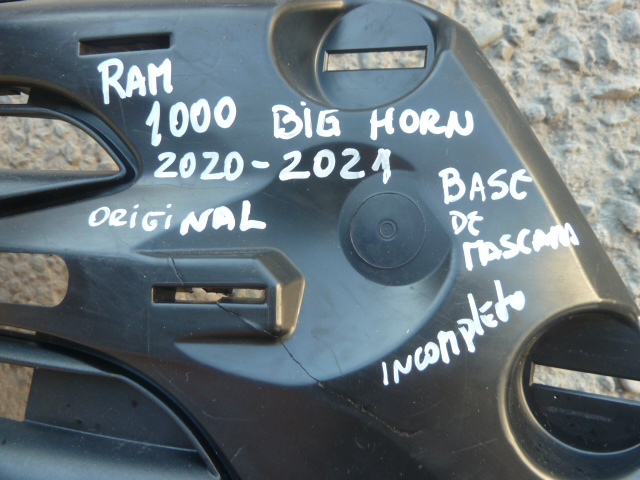 RAM
1000 BIG HORN
2020-2021
ORIGINAL
BASE
DE
MASCARA
INCOMPLETO